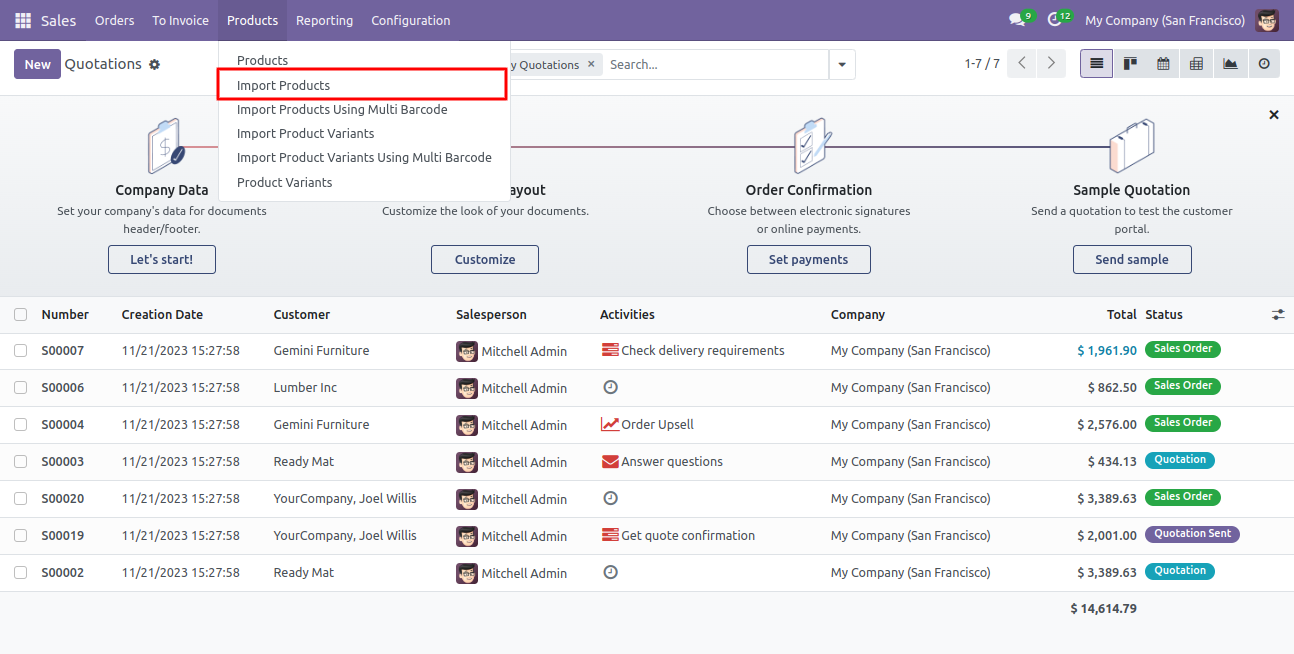 Sales Orders To Invoice Products Reporting Configuration 9 12 My Company (San Francisco)
New Quotations y Quotations × Search... 1-7 / 7
Products
Import Products
Import Products Using Multi Barcode
Import Product Variants
Import Product Variants Using Multi Barcode
Product Variants
Company Data
Set your company's data for documents
header/footer.
Let's start!
ayout
Customize the look of your documents.
Customize
Order Confirmation
Choose between electronic signatures
or online payments.
Set payments
Sample Quotation
Send a quotation to test the customer
portal.
Send sample
Number Creation Date Customer Salesperson Activities Company Total Status
S00007 11/21/2023 15:27:58 Gemini Furniture Mitchell Admin Check delivery requirements My Company (San Francisco) $ 1,961.90 Sales Order
S00006 11/21/2023 15:27:58 Lumber Inc Mitchell Admin My Company (San Francisco) $ 862.50 Sales Order
S00004 11/21/2023 15:27:58 Gemini Furniture Mitchell Admin Order Upsell My Company (San Francisco) $ 2,576.00 Sales Order
S00003 11/21/2023 15:27:58 Ready Mat Mitchell Admin Answer questions My Company (San Francisco) $ 434.13 Quotation
S00020 11/21/2023 15:27:58 YourCompany, Joel Willis Mitchell Admin My Company (San Francisco) $ 3,389.63 Sales Order
S00019 11/21/2023 15:27:58 YourCompany, Joel Willis Mitchell Admin Get quote confirmation My Company (San Francisco) $ 2,001.00 Quotation Sent
S00002 11/21/2023 15:27:58 Ready Mat Mitchell Admin My Company (San Francisco) $ 3,389.63 Quotation
$ 14,614.79